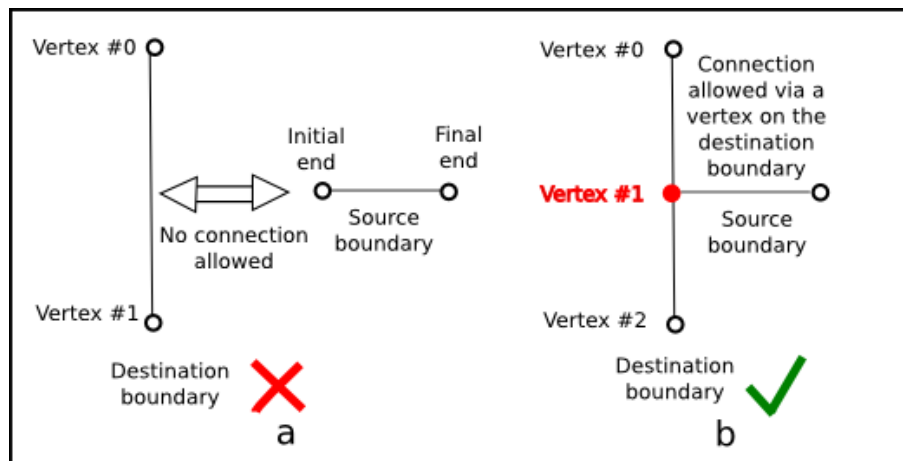 Vertex #0
Initial
end
Final
end
No connection
allowed
Source
boundary
Vertex #1
Destination
boundary
a
Vertex #0
Connection
allowed via a
vertex on the
destination
boundary
Vertex #1
Source
boundary
Vertex #2
Destination
boundary
b